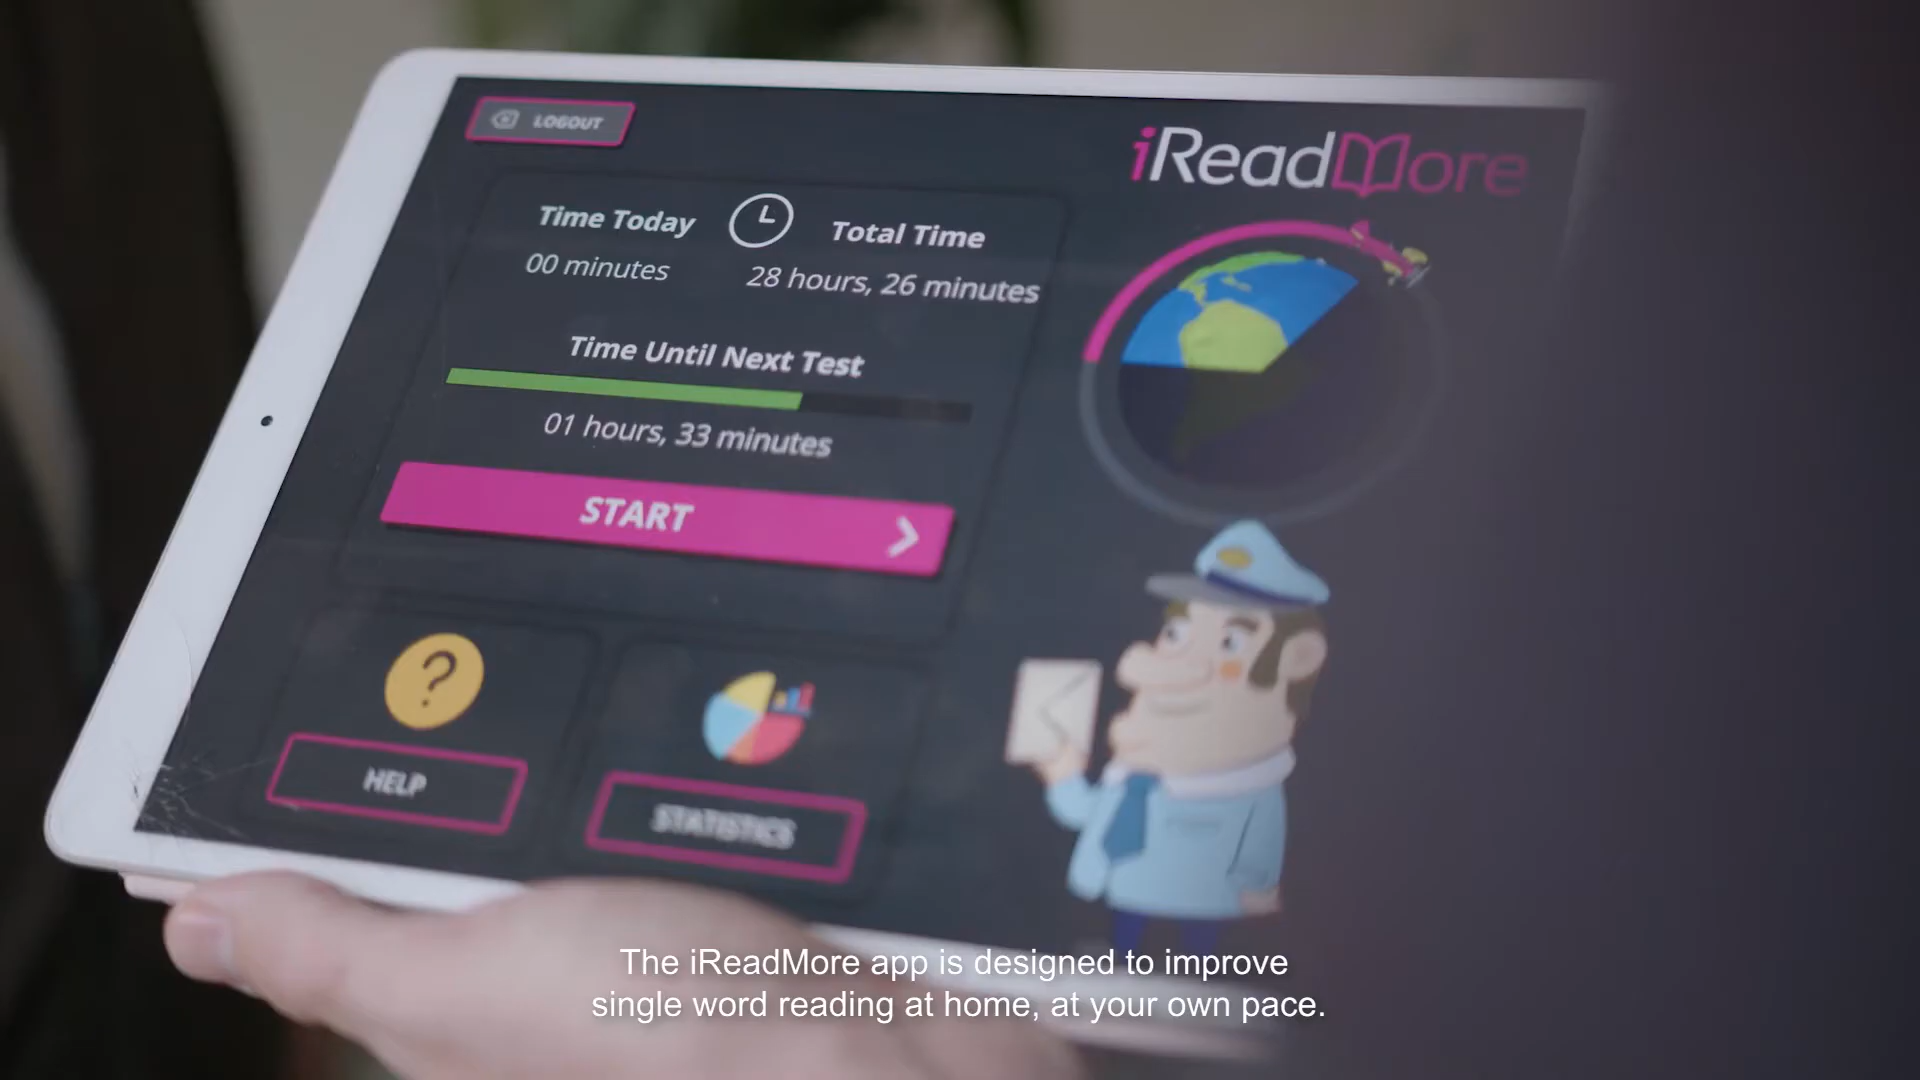 LOGOUT
iReadMore
Time Today
Total Time
00 minutes
28 hours, 26 minutes
Time Until Next Test
01 hours, 33 minutes
START
?
HELP
STATISTICS
The iReadMore app is designed to improve
single word reading at home, at your own pace.